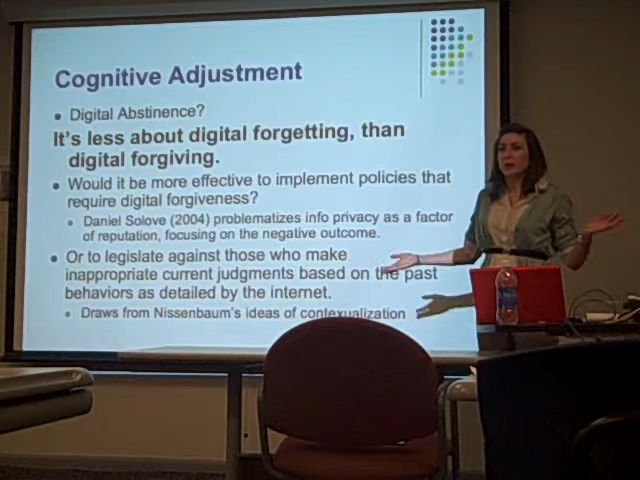 Cognitive Adjustment
Digital Abstinence?
It's less about digital forgetting, than
digital forgiving.
Would it be more effective to implement policies that
require digital forgiveness?
Daniel Solove (2004) problematizes info privacy as a factor
of reputation, focusing on the negative outcome.
Or to legislate against those who make
inappropriate current judgments based on the past
behaviors as detailed by the internet.
Draws from Nissenbaum's ideas of contexualization